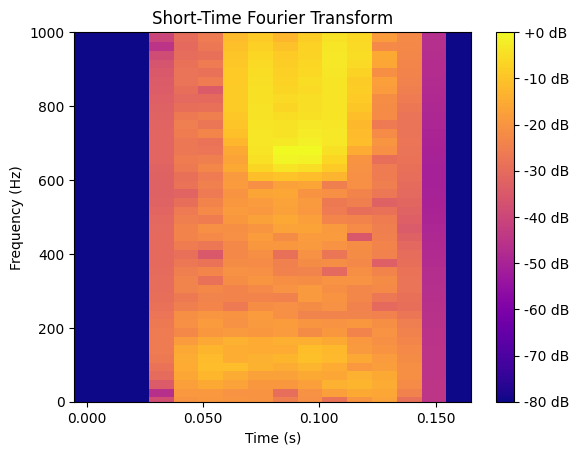 Short-Time Fourier Transform
1000
800
600
400
200
0
Frequency (Hz)
0.000
0.050
0.100
0.150
Time (s)
+0 dB
-10 dB
-20 dB
-30 dB
-40 dB
-50 dB
-60 dB
-70 dB
-80 dB